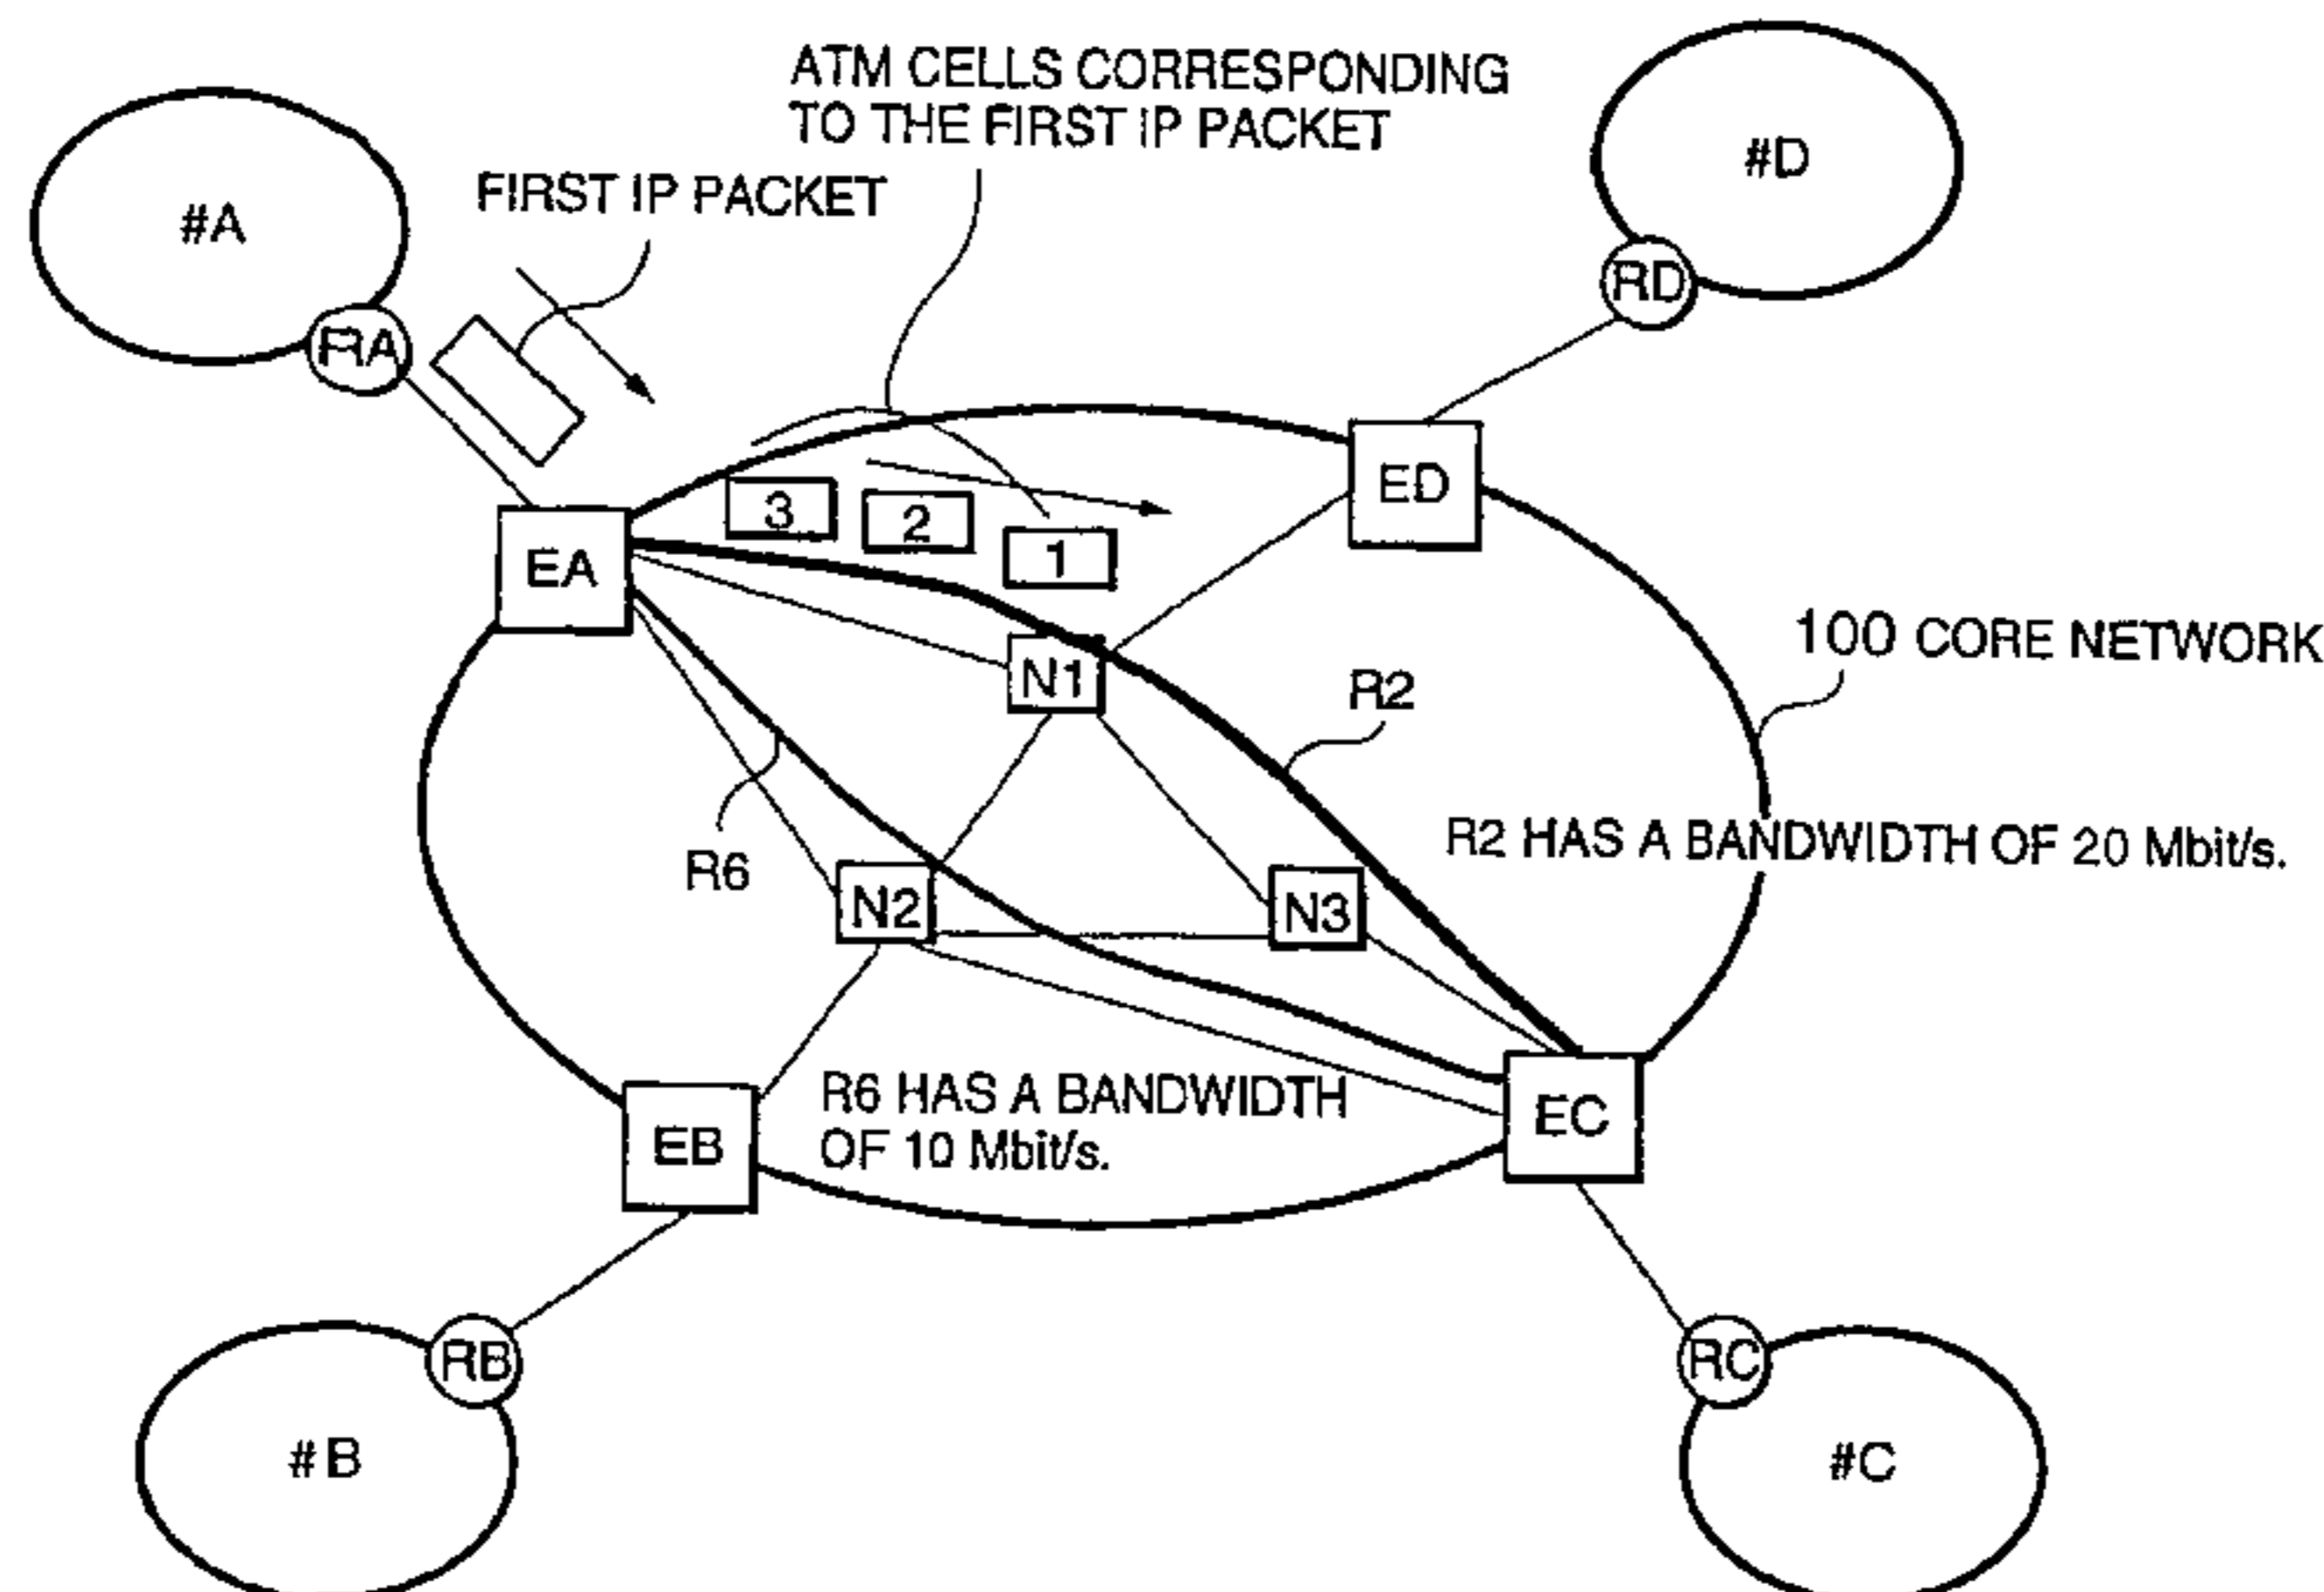 ATM CELLS CORRESPONDING
TO THE FIRST IP PACKET
#D
#A
FIRST IP PACKET
RD
RA
ED
3
2
1
EA
100 CORE NETWORK
N1
R2
R2 HAS A BANDWIDTH OF 20 Mbit/s.
R6
N2
N3
R6 HAS A BANDWIDTH
OF 10 Mbit/s.
EC
EB
RB
RC
#B
#C